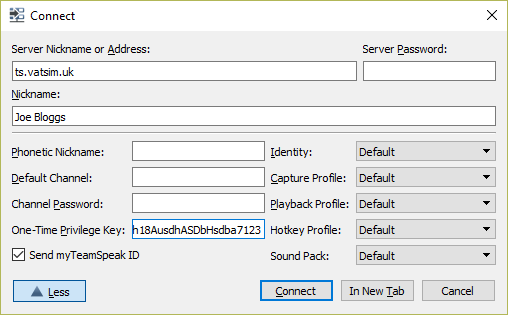 Connect
Server Nickname or Address: Server Password:
ts.vatsim.uk
Nickname:
Joe Bloggs
Phonetic Nickname: Identity: Default
Default Channel: Capture Profile: Default
Channel Password: Playback Profile: Default
One-Time Privilege Key: h18AusdhASDbHsdba7123 Hotkey Profile: Default
Send myTeamSpeak ID Sound Pack: Default
Less Connect In New Tab Cancel